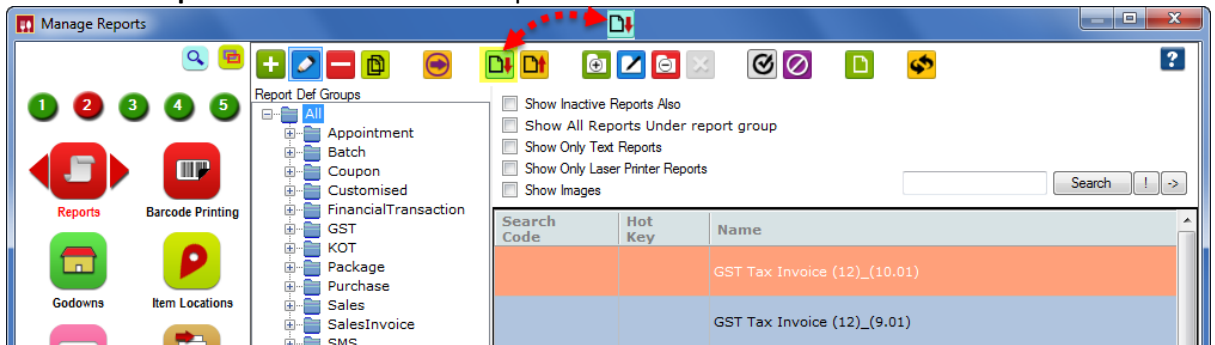 Manage Reports
1 2 3 4 5
Reports
Barcode Printing
Godowns
Item Locations
?
Report Def Groups
All
Appointment
Batch
Coupon
Customised
FinancialTransaction
GST
KOT
Package
Purchase
Sales
SalesInvoice
SMS
Show Inactive Reports Also
Show All Reports Under report group
Show Only Text Reports
Show Only Laser Printer Reports
Show Images
Search ! ->
Search Code
Hot Key
Name
GST Tax Invoice (12)_(10.01)
GST Tax Invoice (12)_(9.01)